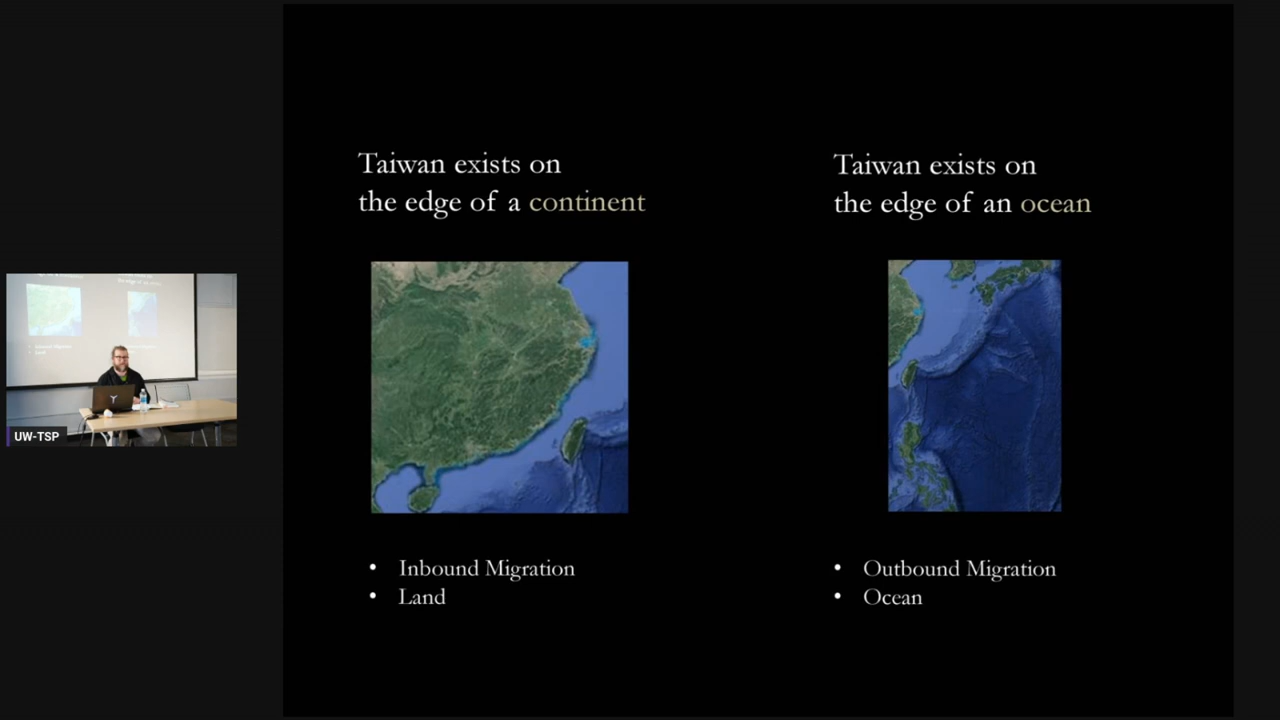 Taiwan exists on
the edge of a continent
• Inbound Migration
• Land
Taiwan exists on
the edge of an ocean
• Outbound Migration
• Ocean
UW-TSP